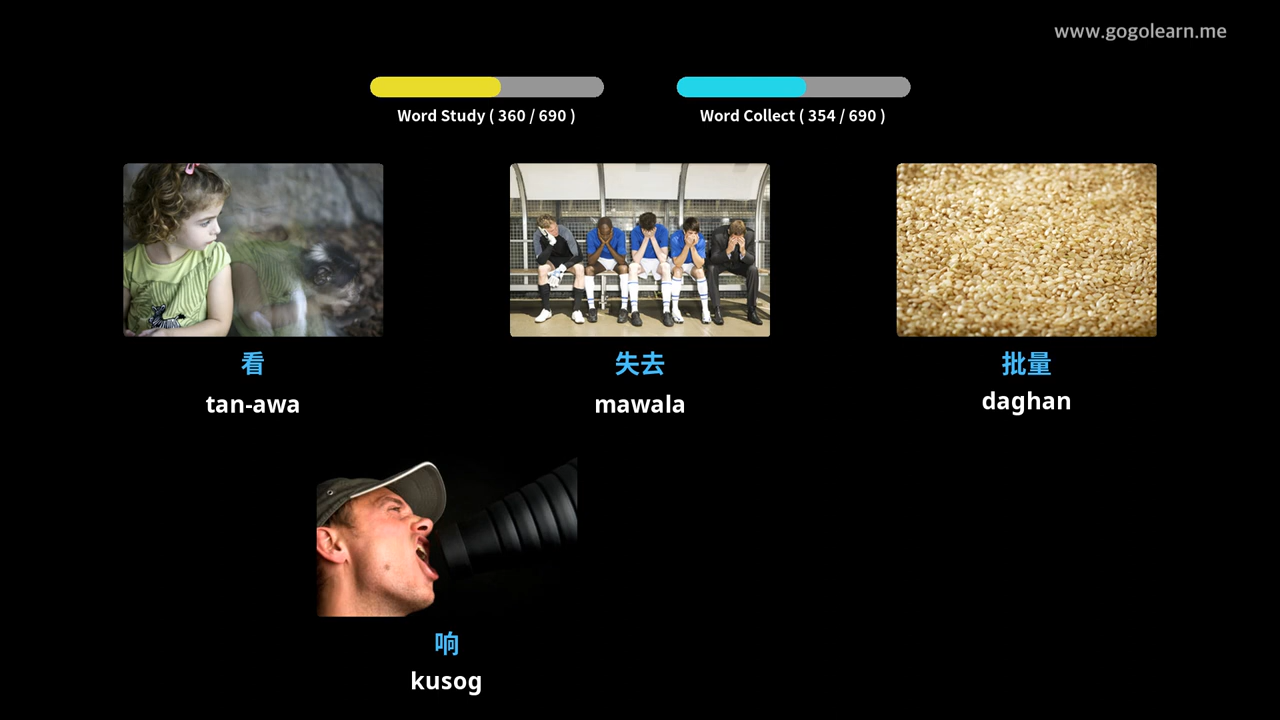 www.gogolearn.me
Word Study ( 360 / 690 )
Word Collect ( 354 / 690 )
看
tan-awa
失去
mawala
批量
daghan
响
kusog